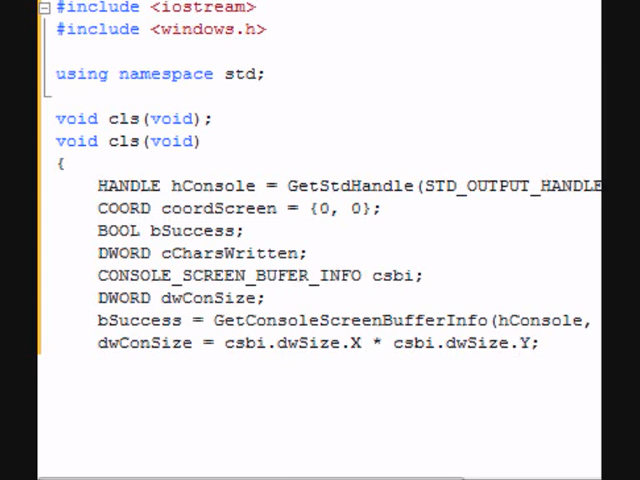 #include <iostream>
#include <windows.h>
using namespace std;
void cls(void);
void cls(void)
{
HANDLE hConsole = GetStdHandle(STD_OUTPUT_HANDLE
COORD coordScreen = {0, 0};
BOOL bSuccess;
DWORD cCharsWritten;
CONSOLE_SCREEN_BUFER_INFO csbi;
DWORD dwConSize;
bSuccess = GetConsoleScreenBufferInfo(hConsole,
dwConSize = csbi.dwSize.X * csbi.dwSize.Y;